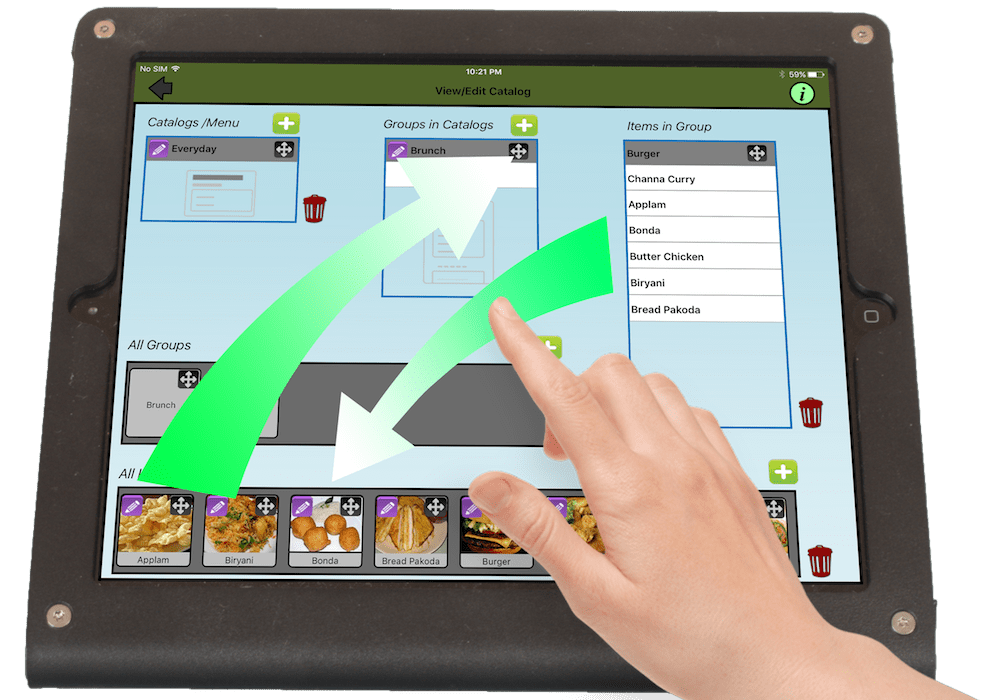 No SIM
10:21 PM
59%
View/Edit Catalog
i
Catalogs /Menu
Groups in Catalogs
Items in Group
Everyday
Brunch
Burger
Channa Curry
Applam
Bonda
Butter Chicken
Biryani
Bread Pakoda
All Groups
Brunch
All
Applam
Biryani
Bonda
Bread Pakoda
Burger